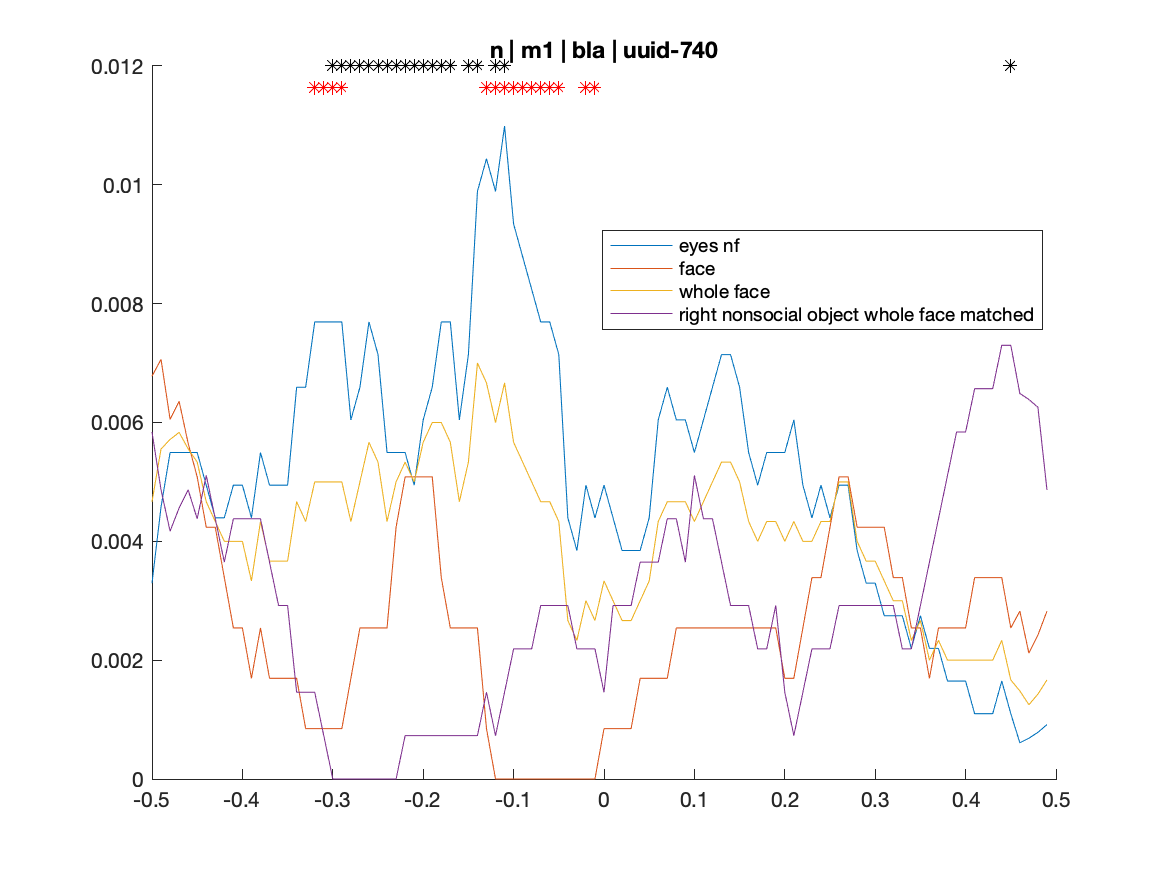 n | m1 | bla | uuid-740
0.012
0.01
0.008
0.006
0.004
0.002
0
eyes nf
face
whole face
right nonsocial object whole face matched
-0.5 -0.4 -0.3 -0.2 -0.1 0 0.1 0.2 0.3 0.4 0.5